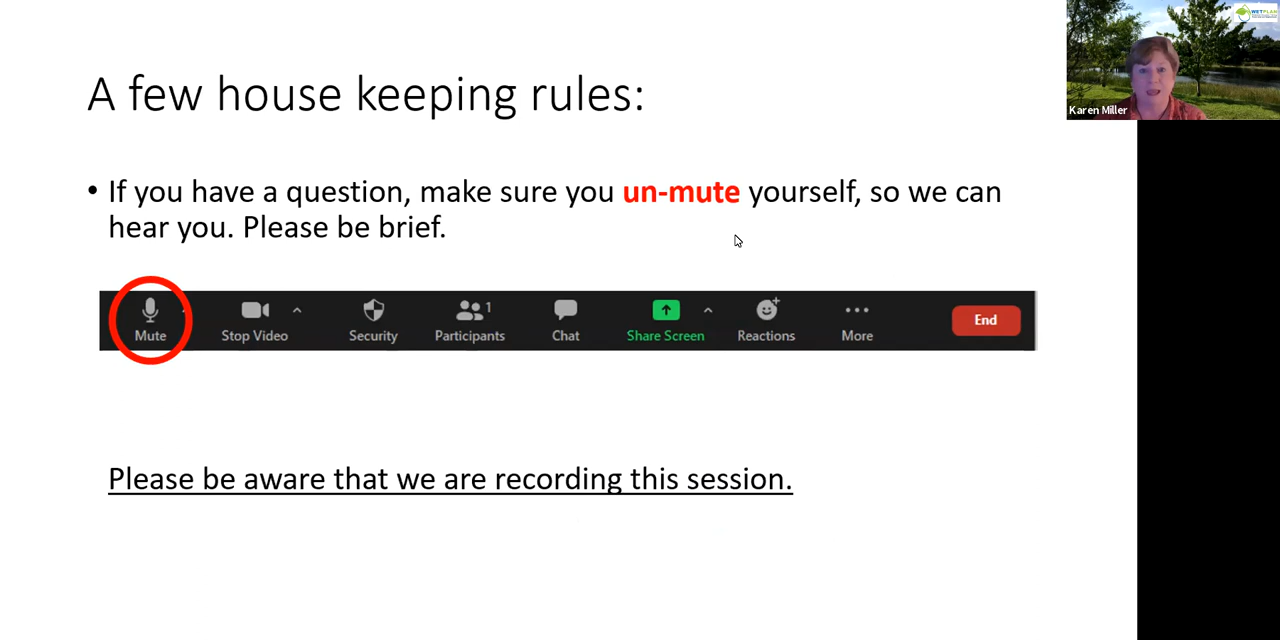 WETPLAN
Karen Miller
A few house keeping rules:
• If you have a question, make sure you un-mute yourself, so we can
hear you. Please be brief.
Mute
Stop Video
Security
1
Participants
Chat
Share Screen
Reactions
More
End
Please be aware that we are recording this session.